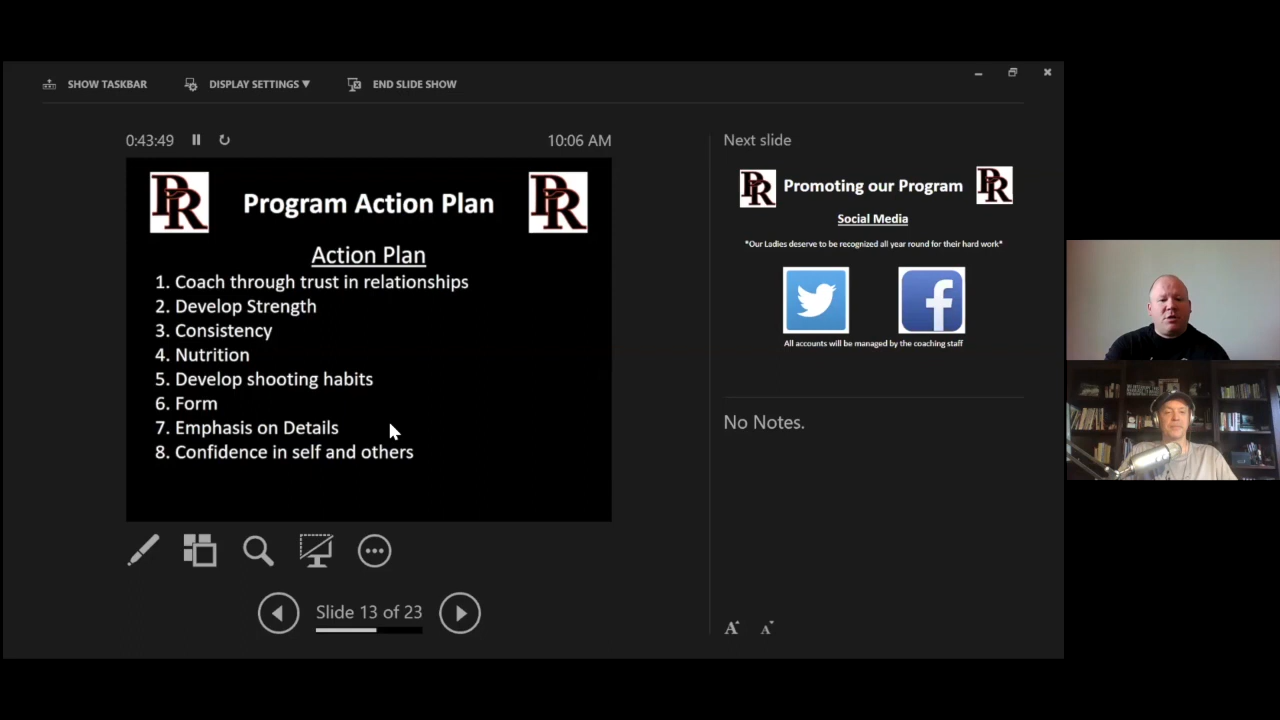 SHOW TASKBAR
DISPLAY SETTINGS ▼
END SLIDE SHOW
0:43:49
10:06 AM
PR
Program Action Plan
PR
Action Plan
1. Coach through trust in relationships
2. Develop Strength
3. Consistency
4. Nutrition
5. Develop shooting habits
6. Form
7. Emphasis on Details
8. Confidence in self and others
Slide 13 of 23
Next slide
PR
Promoting our Program
PR
Social Media
*Our Ladies deserve to be recognized all year round for their hard work*
All accounts will be managed by the coaching staff
No Notes.
A A